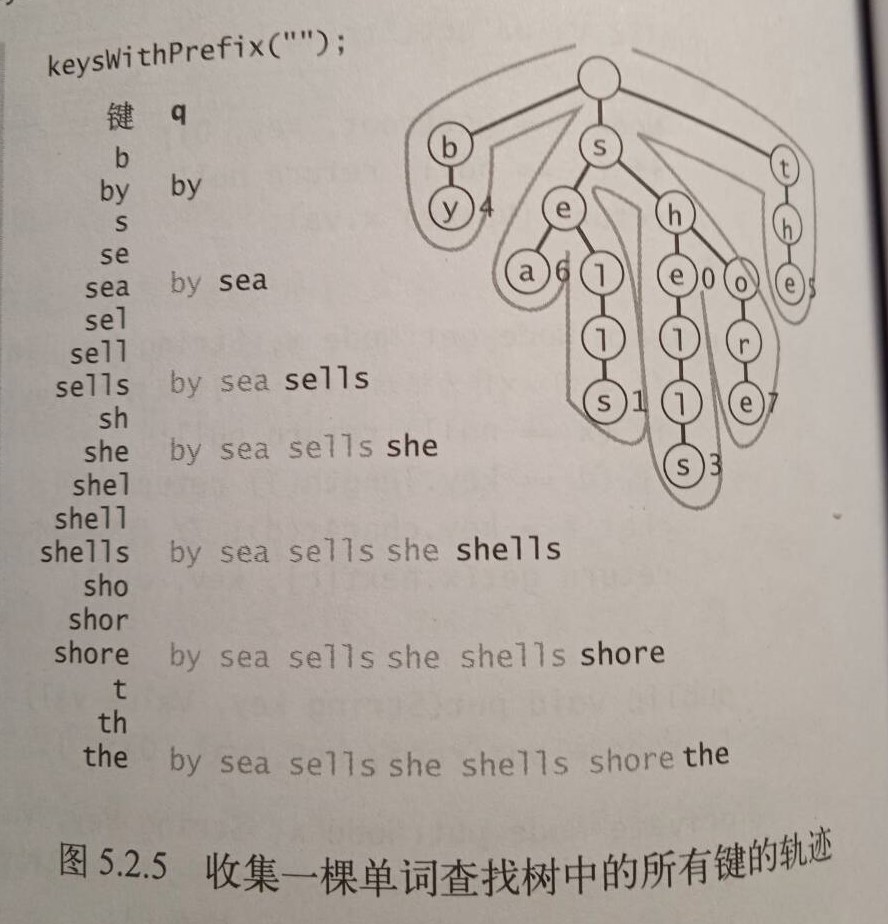 keysWithPrefix("");
键 q
b
by by
s
se
sea by sea
sel
sell
sells by sea sells
sh
she by sea sells she
shel
shell
shells by sea sells she shells
sho
shor
shore by sea sells she shells shore
t
th
the by sea sells she shells shore the
b s t
y 4 e h h
a 6 l e 0 o e 5
l l r
s 1 l e 7
s 3
图 5.2.5 收集一棵单词查找树中的所有键的轨迹